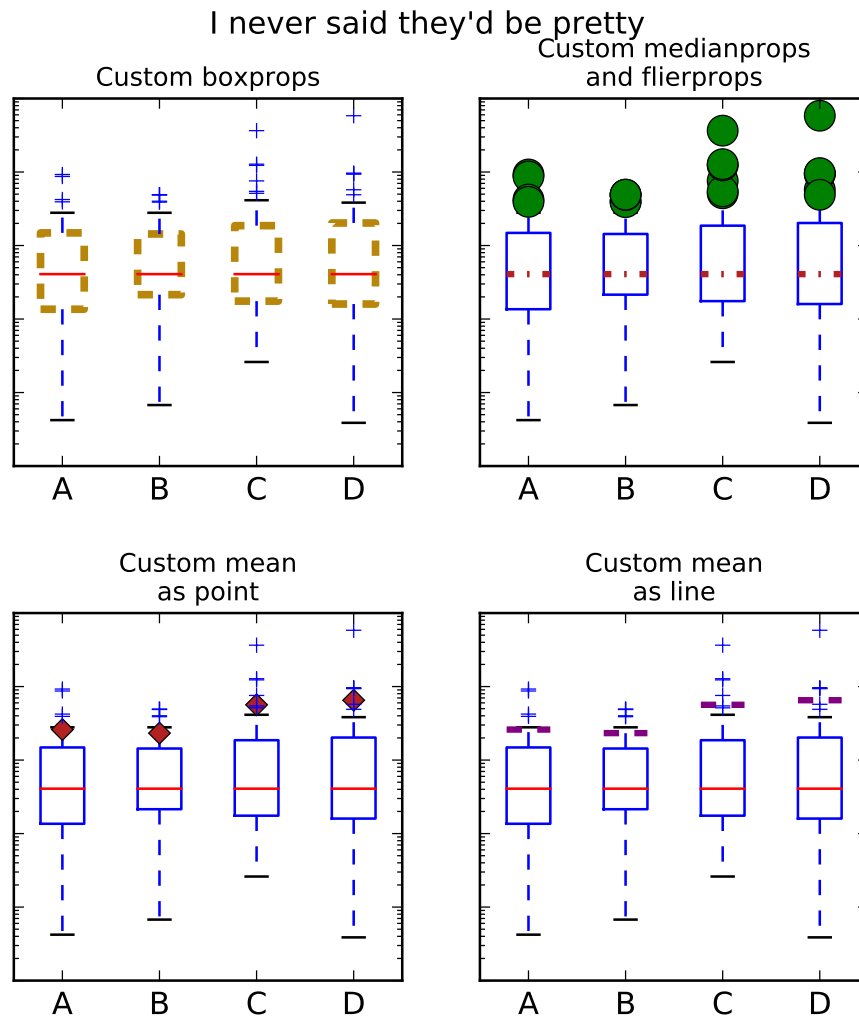 I never said they'd be pretty
Custom boxprops
Custom medianprops
and flierprops
A B C D
A B C D
Custom mean
as point
Custom mean
as line
A B C D
A B C D